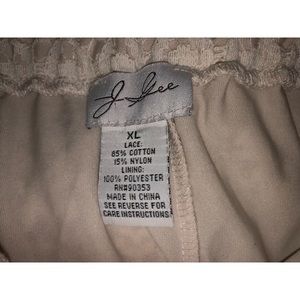 J Gee
XL
LACE:
85% COTTON
15% NYLON
LINING:
100% POLYESTER
RN#90353
MADE IN CHINA
SEE REVERSE FOR
CARE INSTRUCTIONS